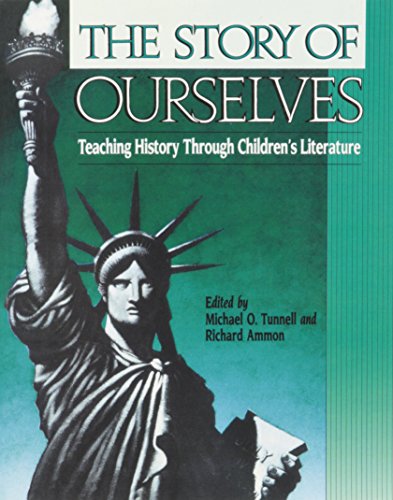 THE STORY OF
OURSELVES
Teaching History Through Children's Literature
Edited by
Michael O. Tunnell and
Richard Ammon